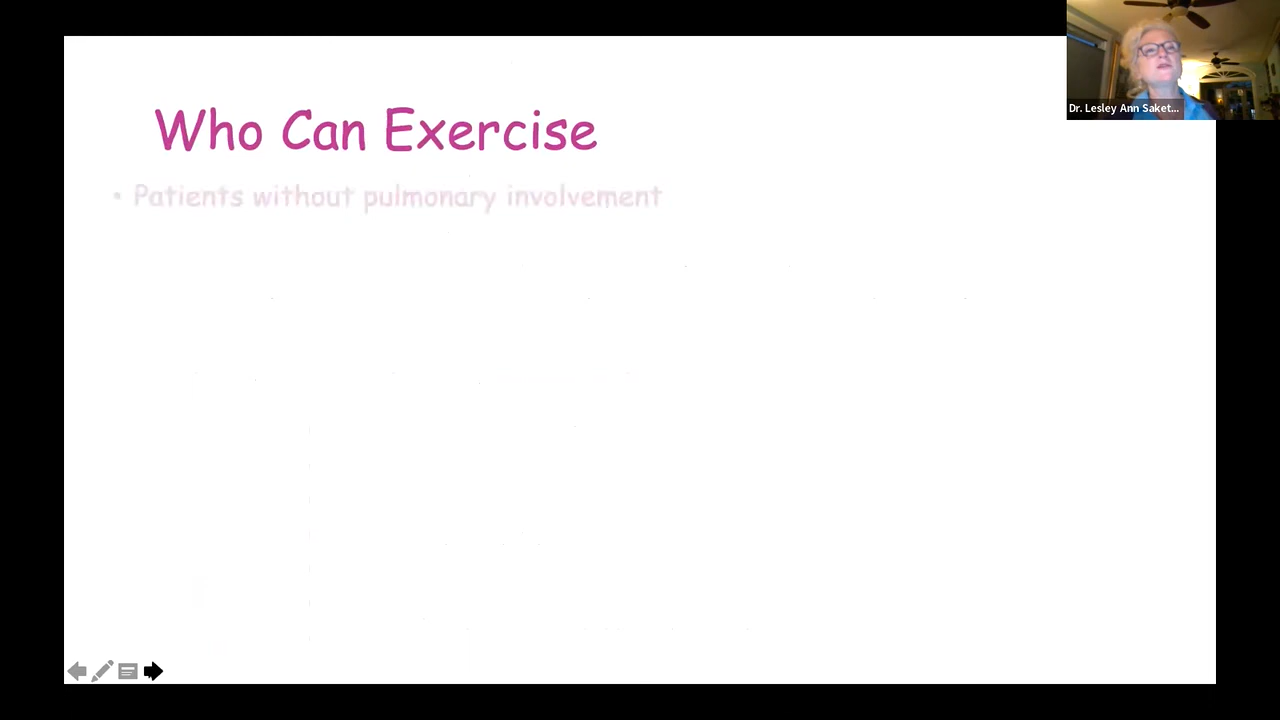 Who Can Exercise
• Patients without pulmonary involvement
Dr. Lesley Ann Saket...